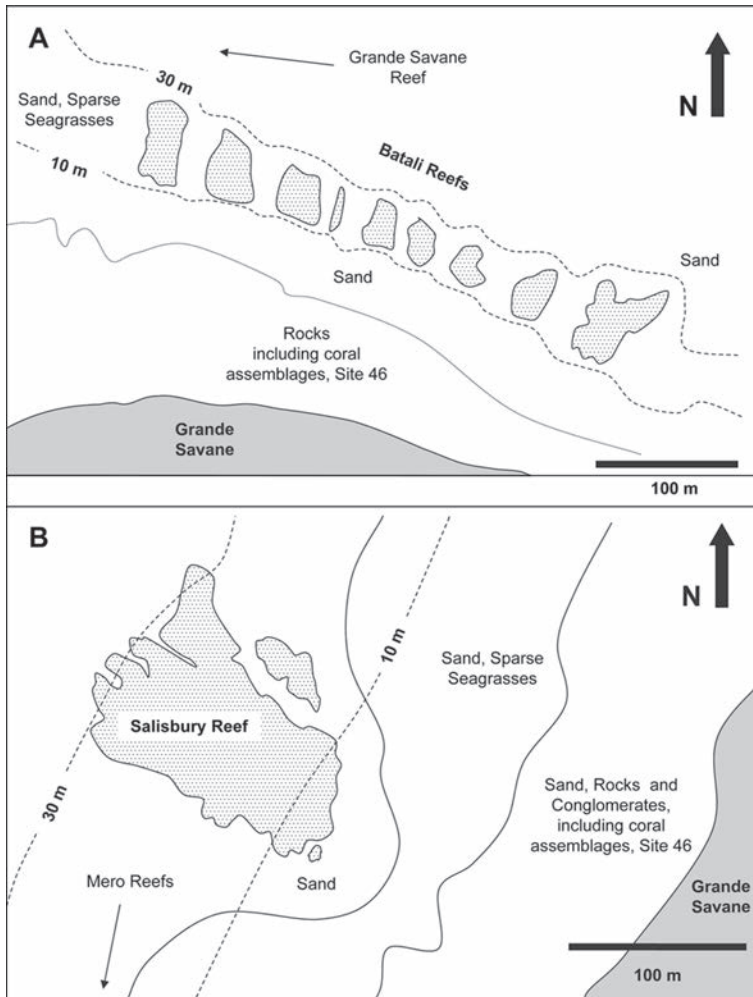 A
Grande Savane
Reef
N
30 m
Sand, Sparse
Seagrasses
10 m
Batali Reefs
Sand
Sand
Rocks
including coral
assemblages, Site 46
Grande
Savane
100 m
B
N
10 m
Sand, Sparse
Seagrasses
Salisbury Reef
30 m
Sand, Rocks and
Conglomerates,
including coral
assemblages, Site 46
Mero Reefs
Sand
Grande
Savane
100 m